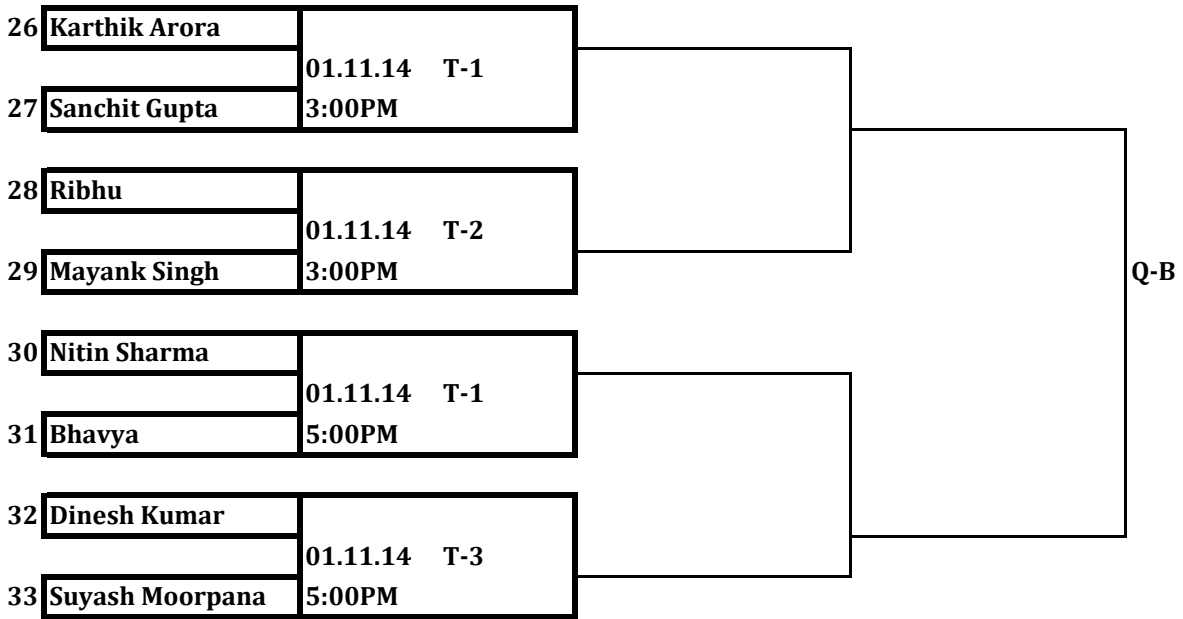 26 Karthik Arora
01.11.14 T-1
27 Sanchit Gupta 3:00PM
28 Ribhu
01.11.14 T-2
29 Mayank Singh 3:00PM Q-B
30 Nitin Sharma
01.11.14 T-1
31 Bhavya 5:00PM
32 Dinesh Kumar
01.11.14 T-3
33 Suyash Moorpana 5:00PM